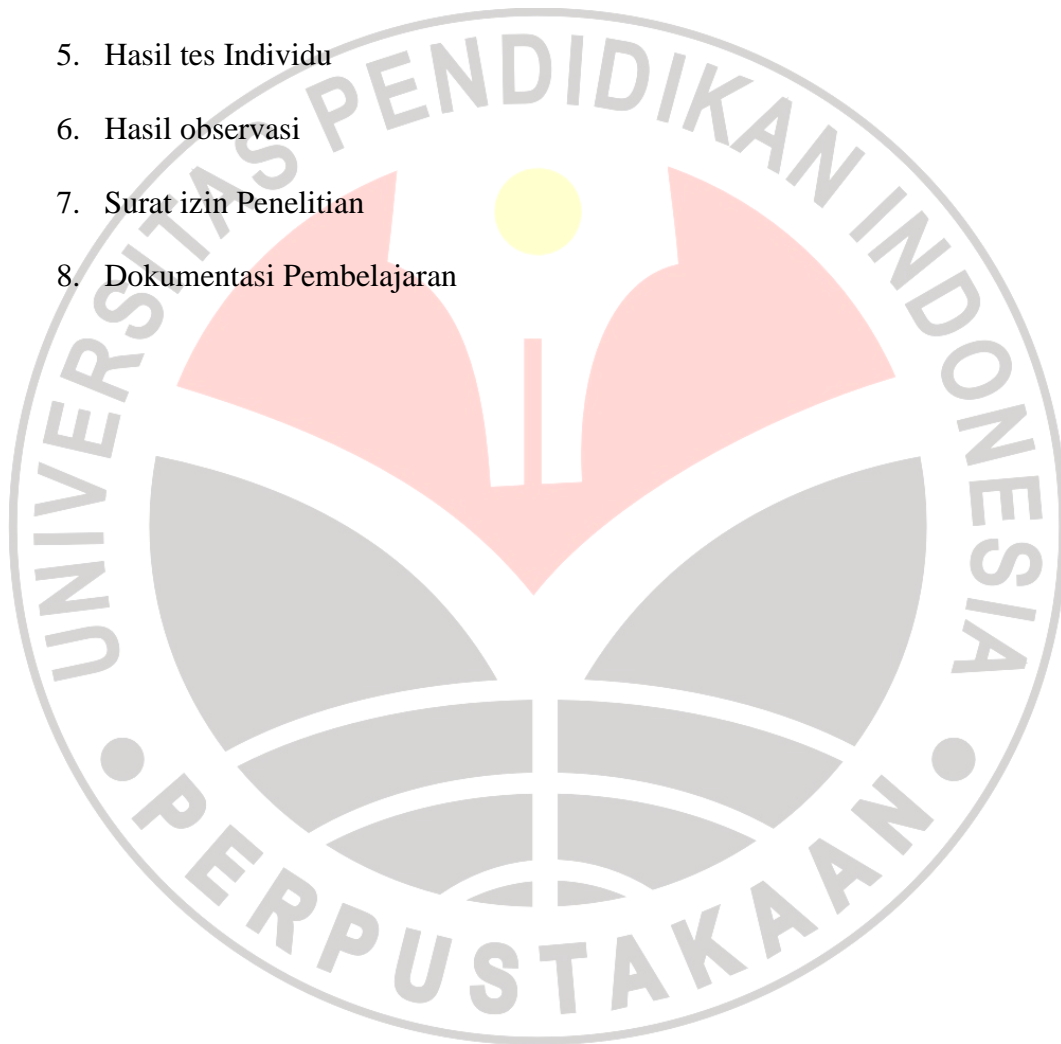 5. Hasil tes Individu
6. Hasil observasi
7. Surat izin Penelitian
8. Dokumentasi Pembelajaran
UNIVERSITAS PENDIDIKAN INDONESIA
PERPUSTAKAAN